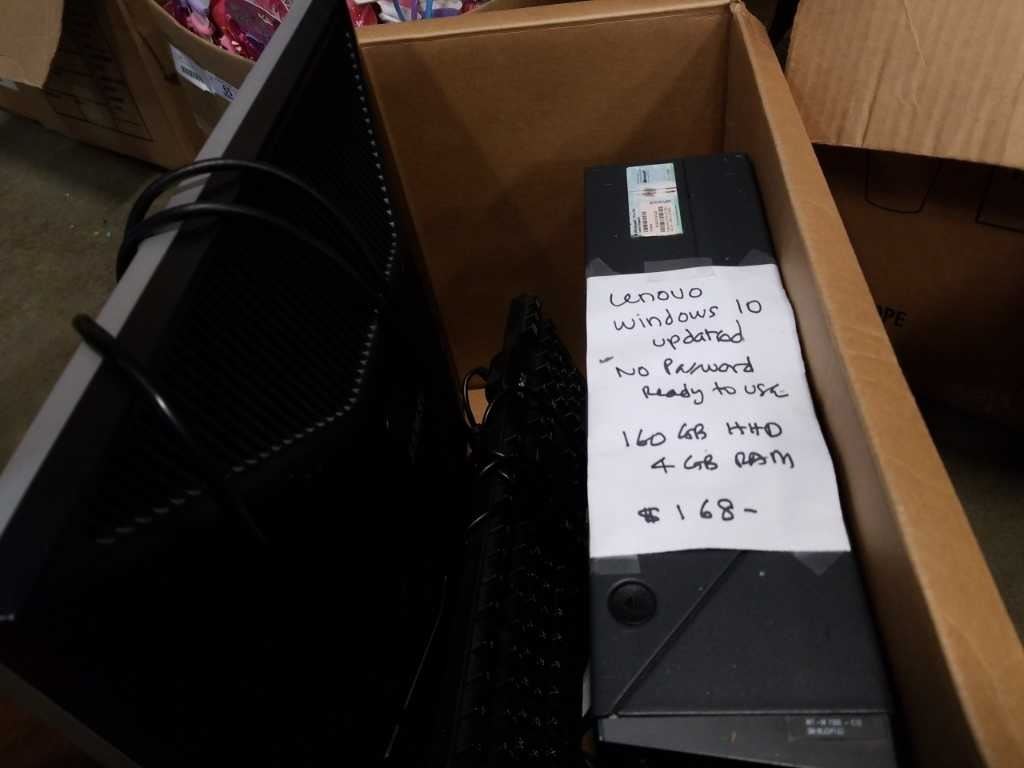 Lenovo
Windows 10
updated
No Password
Ready to use
160 GB HHD
4 GB RAM
$168-